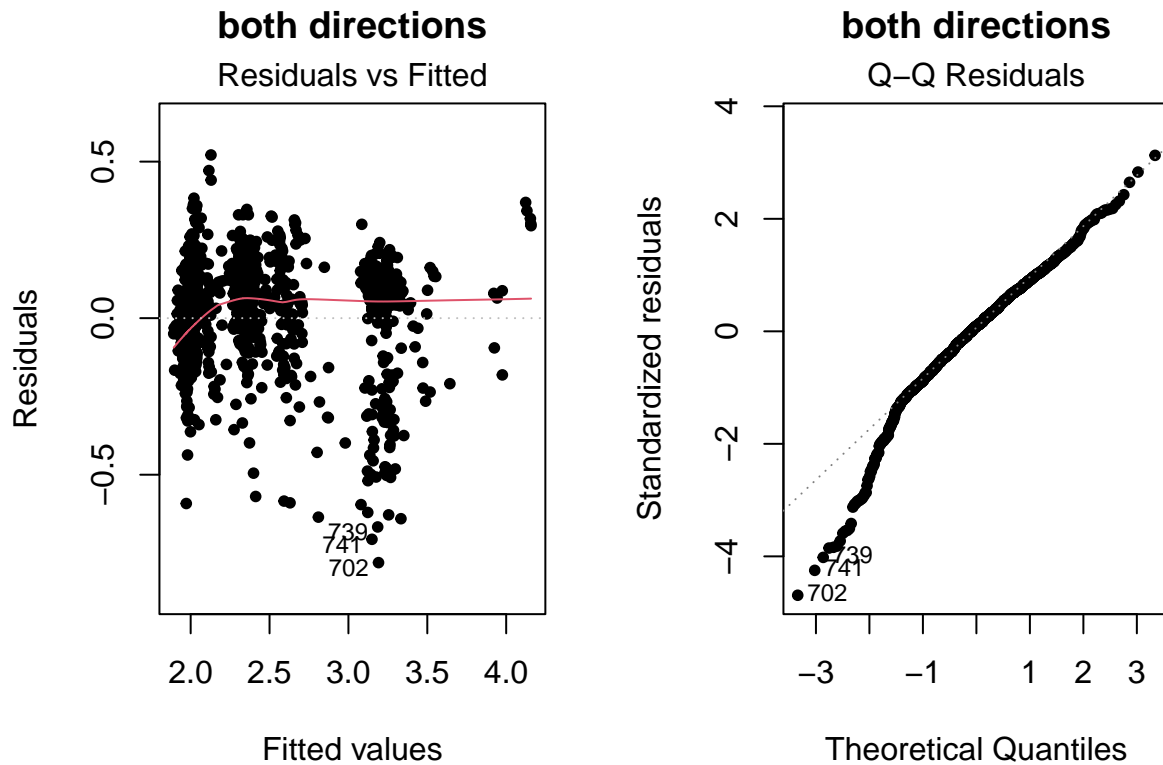 both directions
Residuals vs Fitted
0.5
0.0
−0.5
Residuals
739
741
702
2.0 2.5 3.0 3.5 4.0
Fitted values
both directions
Q−Q Residuals
4
2
0
−2
−4
Standardized residuals
739
741
702
−3 −1 1 2 3
Theoretical Quantiles